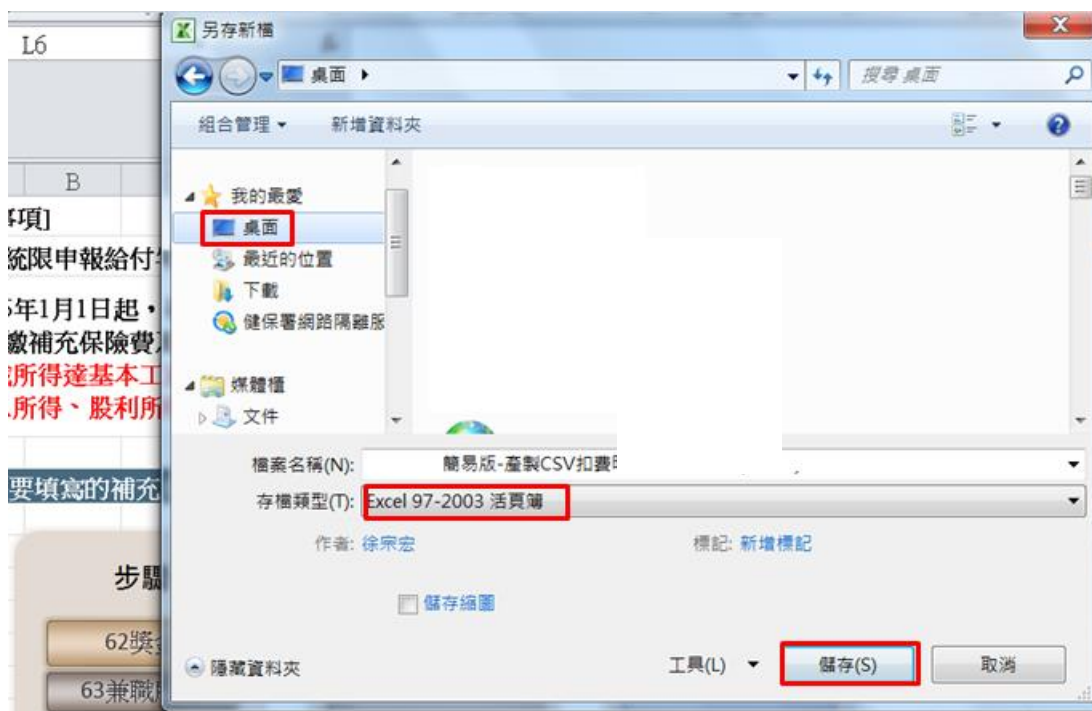 另存新檔
L6
桌面
搜尋 桌面
組合管理
新增資料夾
B
我的最愛
事項]
桌面
統限申報給付
最近的位置
年1月1日起，
下載
繳補充保險費
健保署網路隔離服
所得達基本工
媒體櫃
所得、股利所
文件
檔案名稱(N): 簡易版-產製CSV扣費
要填寫的補充
存檔類型(T): Excel 97-2003 活頁簿
作者: 徐宗宏
標記: 新增標記
步驟
儲存縮圖
62獎
隱藏資料夾
工具(L)
儲存(S)
取消
63兼職